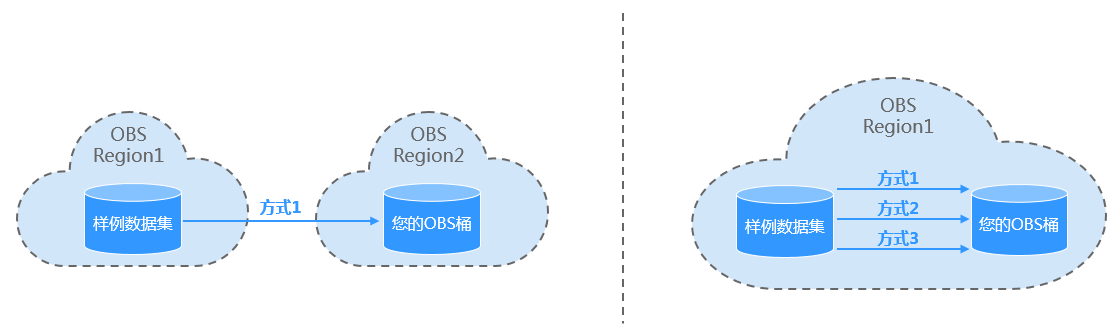 OBS
Region1
样例数据集
方式1
OBS
Region2
您的OBS桶
OBS
Region1
样例数据集
方式1
方式2
方式3
您的OBS桶